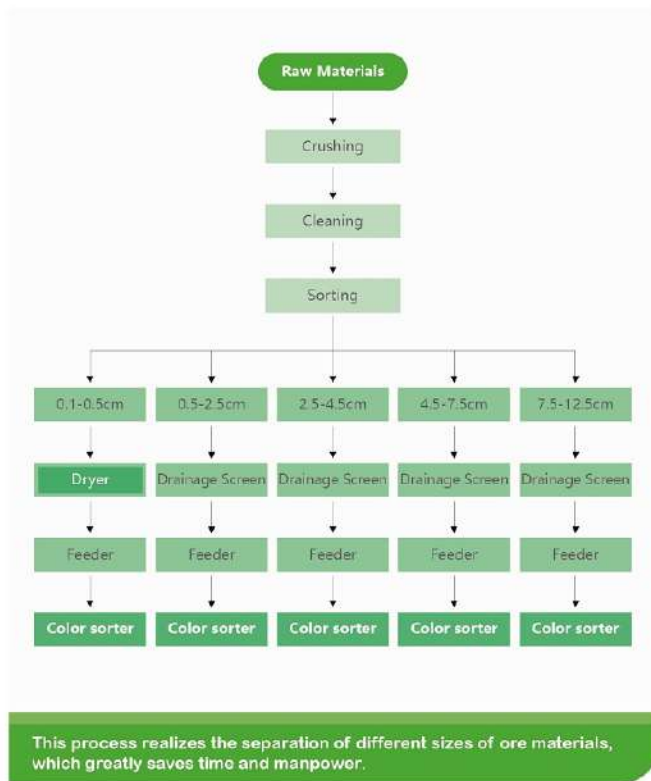 Raw Materials
Crushing
Cleaning
Sorting
0.1-0.5cm 0.5-2.5cm 2.5-4.5cm 4.5-7.5cm 7.5-12.5cm
Dryer Drainage Screen Drainage Screen Drainage Screen Drainage Screen
Feeder Feeder Feeder Feeder Feeder
Color sorter Color sorter Color sorter Color sorter Color sorter
This process realizes the separation of different sizes of ore materials,
which greatly saves time and manpower.